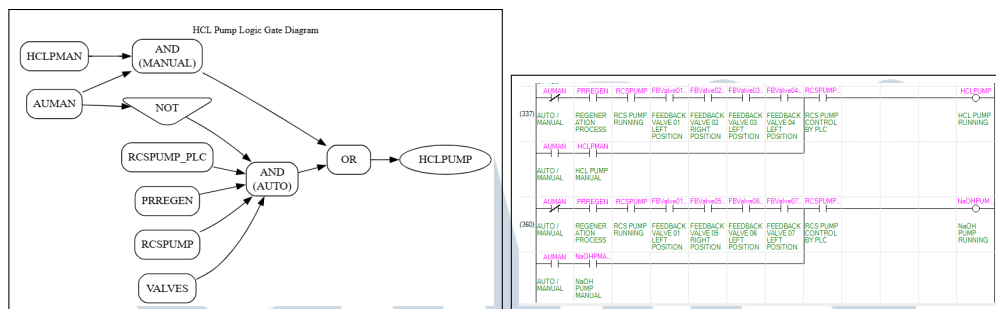 HCL Pump Logic Gate Diagram
HCLPMAN
AND
(MANUAL)
AUMAN
NOT
RCSPUMP_PLC
OR
HCLPUMP
AND
(AUTO)
PRREGEN
RCSPUMP
VALVES
AUMAN PRREGEN RCSPUMP FBValve01... FBValve02... FBValve03... FBValve04... RCSPUMP... HCLPUMP
(337) AUTO / REGENER RCS PUMP FEEDBACK FEEDBACK FEEDBACK FEEDBACK RCS PUMP HCL PUMP
MANUAL ATION RUNNING VALVE 01 VALVE 02 VALVE 03 VALVE 04 CONTROL RUNNING
PROCESS LEFT RIGHT LEFT LEFT BY PLC
POSITION POSITION POSITION POSITION
AUMAN HCLPMAN
AUTO / HCL PUMP
MANUAL MANUAL
AUMAN PRREGEN RCSPUMP FBValve01... FBValve05... FBValve06... FBValve07... RCSPUMP... NaOHPUM...
(360) AUTO / REGENER RCS PUMP FEEDBACK FEEDBACK FEEDBACK FEEDBACK RCS PUMP NaOH
MANUAL ATION RUNNING VALVE 01 VALVE 05 VALVE 06 VALVE 07 CONTROL PUMP
PROCESS LEFT RIGHT LEFT LEFT BY PLC RUNNING
POSITION POSITION POSITION POSITION
AUMAN NaOHPMA...
AUTO / NaOH
MANUAL PUMP
MANUAL